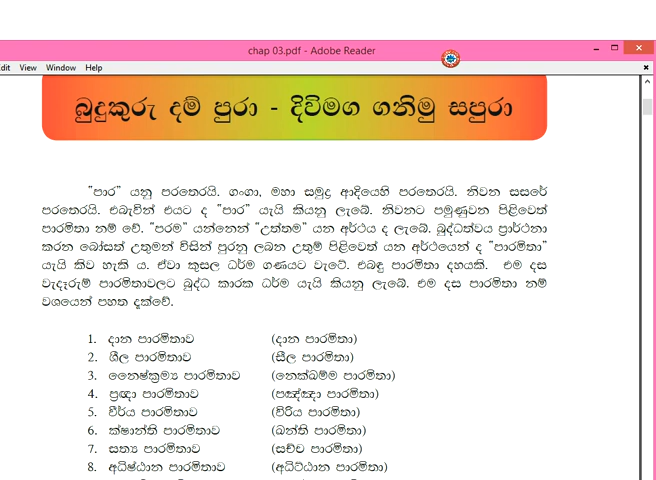 chap 03.pdf - Adobe Reader
dit View Window Help
බුදුකුරු දම් පුරා - දිවිමග ගනිමු සපුරා
"පාර" යනු පරතෙරයි. ගංගා, මහා සමුද්‍ර ආදියෙහි පරතෙරයි. නිවන සසරේ
පරතෙරයි. එබැවින් එයට ද "පාර" යැයි කියනු ලැබේ. නිවනට පමුණුවන පිළිවෙත්
පාරමිතා නම් වේ. "පරම" යන්නෙන් "උත්තම" යන අර්ථය ද ලැබේ. බුද්ධත්වය ප්‍රාර්ථනා
කරන බෝසත් උතුමන් විසින් පුරනු ලබන උතුම් පිළිවෙත් යන අර්ථයෙන් ද "පාරමිතා"
යැයි කිව හැකි ය. ඒවා කුසල ධර්ම ගණයට වැටේ. එබඳු පාරමිතා දහයකි. එම දස
වැදෑරුම් පාරමිතාවලට බුද්ධ කාරක ධර්ම යැයි කියනු ලැබේ. එම දස පාරමිතා නම්
වශයෙන් පහත දක්වේ.
1. දාන පාරමිතාව (දාන පාරමිතා)
2. ශීල පාරමිතාව (සීල පාරමිතා)
3. නෛෂ්ක්‍රම්‍ය පාරමිතාව (නෙක්ඛම්ම පාරමිතා)
4. ප්‍රඥා පාරමිතාව (පඤ්ඤා පාරමිතා)
5. වීර්ය පාරමිතාව (විරිය පාරමිතා)
6. ක්ෂාන්ති පාරමිතාව (ඛන්ති පාරමිතා)
7. සත්‍ය පාරමිතාව (සච්ච පාරමිතා)
8. අධිෂ්ඨාන පාරමිතාව (අධිට්ඨාන පාරමිතා)